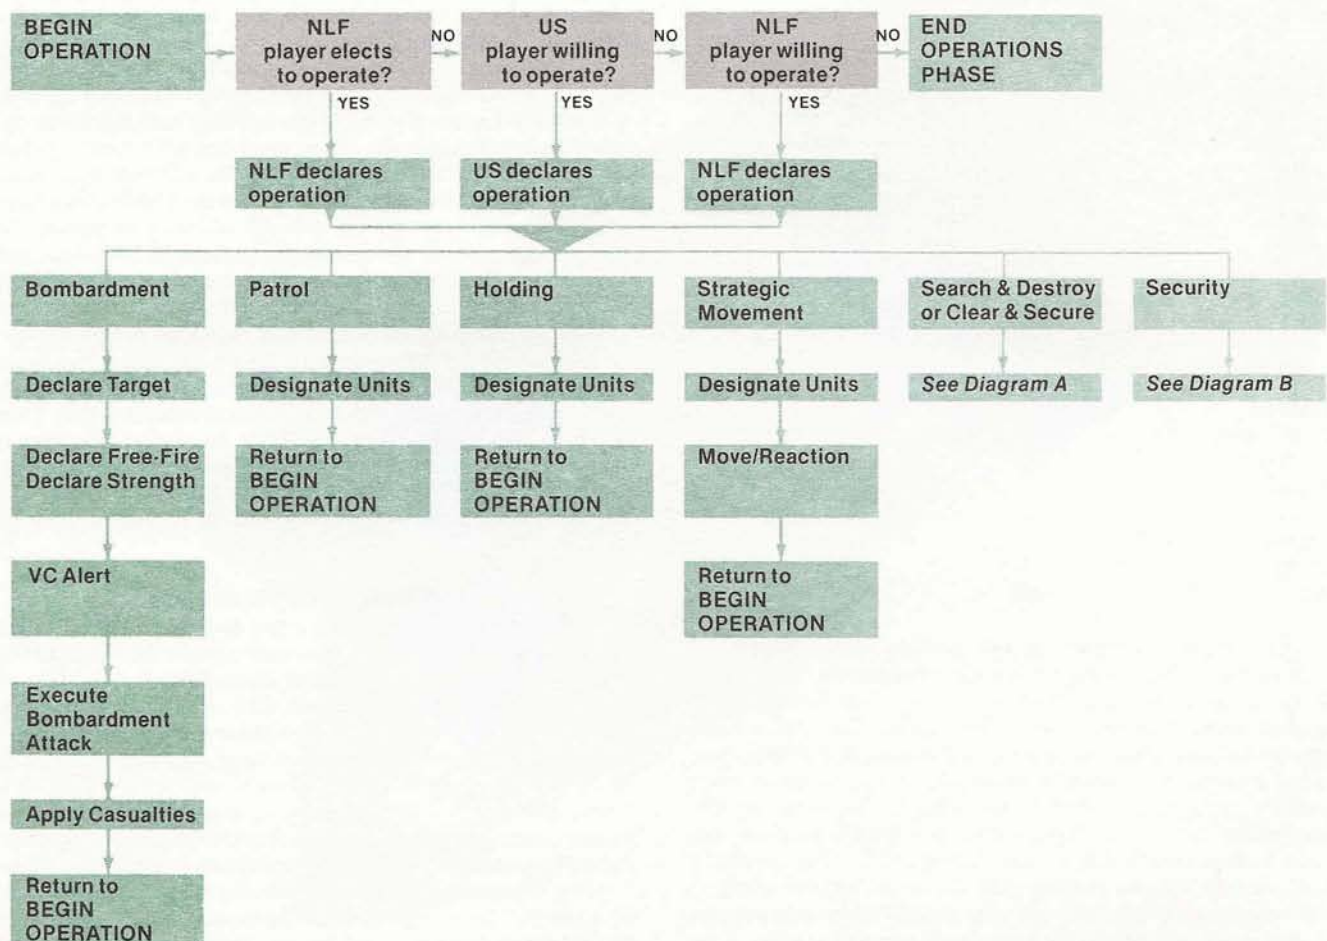 BEGIN
OPERATION
NLF
player elects
to operate?
NO
US
player willing
to operate?
NO
NLF
player willing
to operate?
NO
END
OPERATIONS
PHASE
YES
YES
YES
NLF declares
operation
US declares
operation
NLF declares
operation
Bombardment
Patrol
Holding
Strategic
Movement
Search & Destroy
or Clear & Secure
Security
Declare Target
Designate Units
Designate Units
Designate Units
See Diagram A
See Diagram B
Declare Free-Fire
Declare Strength
Return to
BEGIN
OPERATION
Return to
BEGIN
OPERATION
Move/Reaction
VC Alert
Return to
BEGIN
OPERATION
Execute
Bombardment
Attack
Apply Casualties
Return to
BEGIN
OPERATION